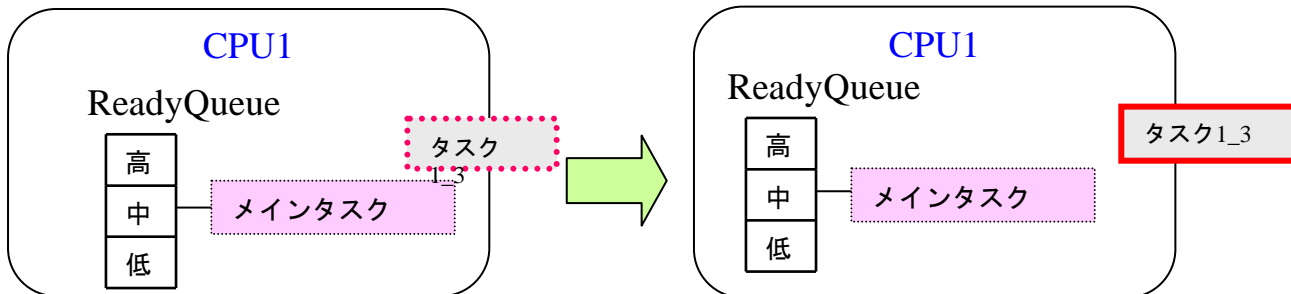 CPU1
ReadyQueue
高
中
低
タスク
1_3
メインタスク
CPU1
ReadyQueue
高
中
低
タスク1_3
メインタスク